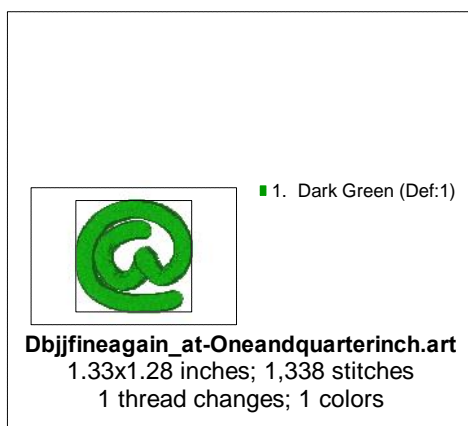 1. Dark Green (Def:1)
@
Dbjjfineagain_at-Oneandquarterinch.art
1.33x1.28 inches; 1,338 stitches
1 thread changes; 1 colors